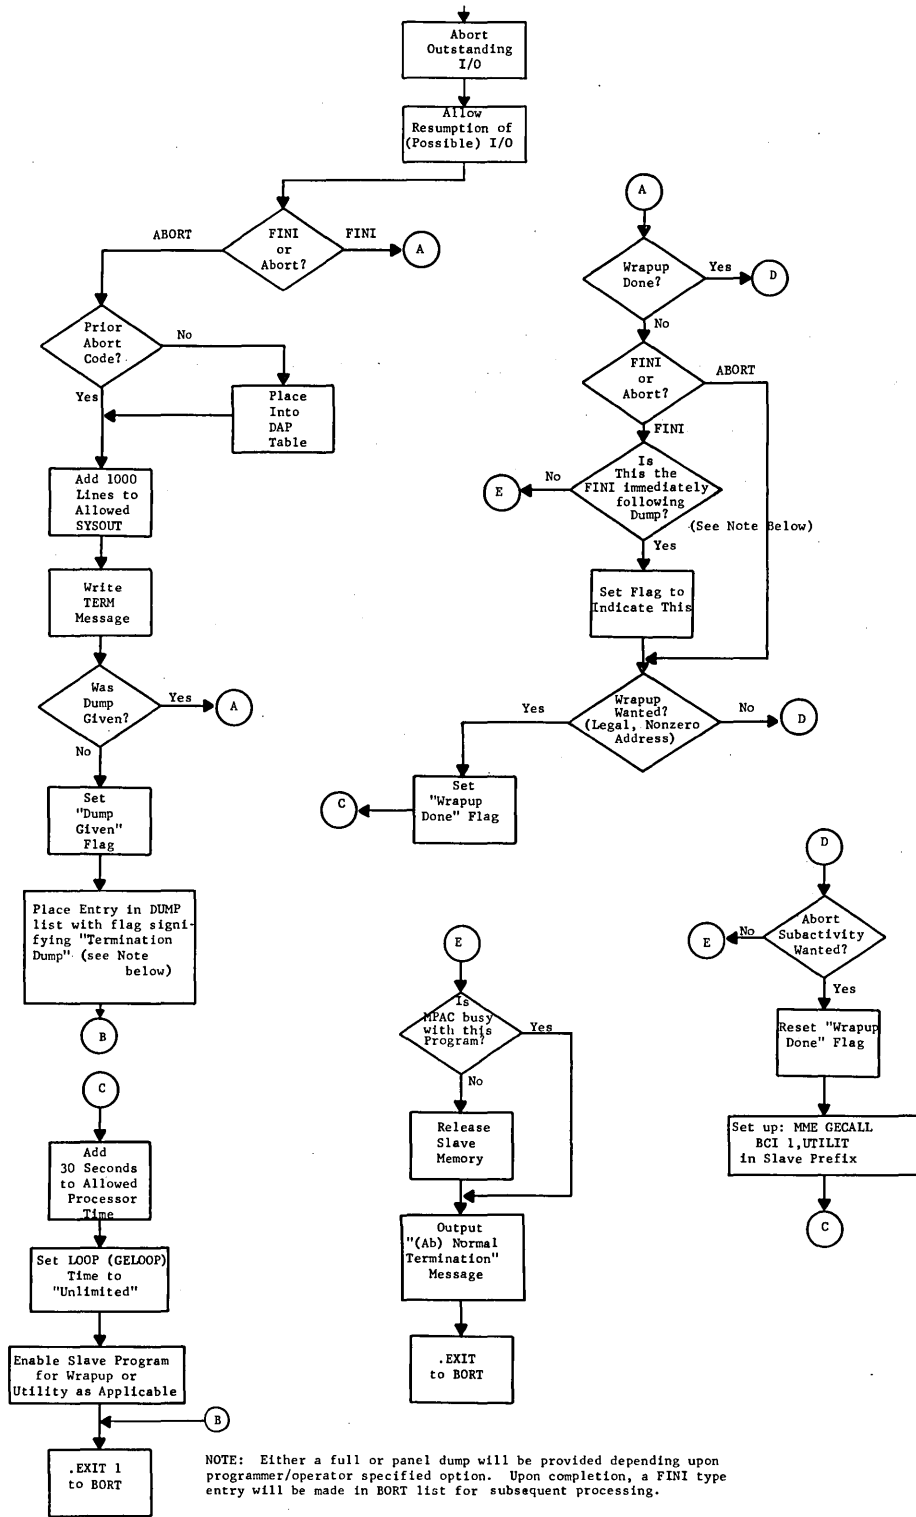 Abort
Outstanding
I/O
Allow
Resumption of
(Possible) I/O
FINI
or
Abort?
ABORT
FINI
A
Prior
Abort
Code?
No
Yes
Place
Into
DAP
Table
Add 1000
Lines to
Allowed
SYSOUT
Write
TERM
Message
Was
Dump
Given?
Yes
A
No
Set
"Dump
Given"
Flag
Place Entry in DUMP
list with flag signi-
fying "Termination
Dump" (see Note
below)
B
C
Add
30 Seconds
to Allowed
Processor
Time
Set LOOP (GELOOP)
Time to
"Unlimited"
Enable Slave Program
for Wrapup or
Utility as Applicable
B
.EXIT 1
to BORT
A
Wrapup
Done?
Yes
D
No
FINI
or
Abort?
ABORT
FINI
Is
This the
FINI immediately
following
Dump?
No
E
(See Note Below)
Yes
Set Flag to
Indicate This
Wrapup
Wanted?
(Legal, Nonzero
Address)
Yes
No
D
Set
"Wrapup
Done" Flag
C
E
Is
MPAC busy
with this
Program?
Yes
No
Release
Slave
Memory
Output
"(Ab) Normal
Termination"
Message
.EXIT
to BORT
D
Abort
Subactivity
Wanted?
No
E
Yes
Reset "Wrapup
Done" Flag
Set up: MME GECALL
BCI 1,UTILIT
in Slave Prefix
C
NOTE: Either a full or panel dump will be provided depending upon
programmer/operator specified option. Upon completion, a FINI type
entry will be made in BORT list for subsequent processing.